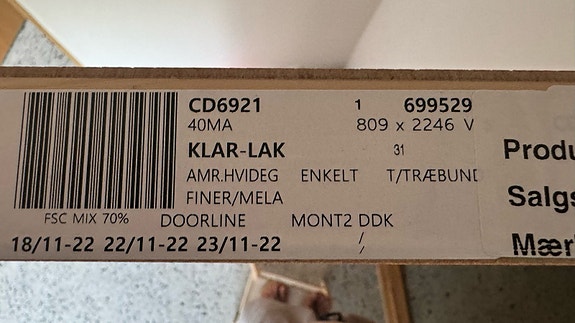 CD6921 1 699529
40MA 809 x 2246 V
KLAR-LAK 31
AMR.HVIDEG ENKELT T/TRÆBUND
FINER/MELA
FSC MIX 70% DOORLINE MONT2 DDK
18/11-22 22/11-22 23/11-22 /
/
Produ
Salgs
Mærk